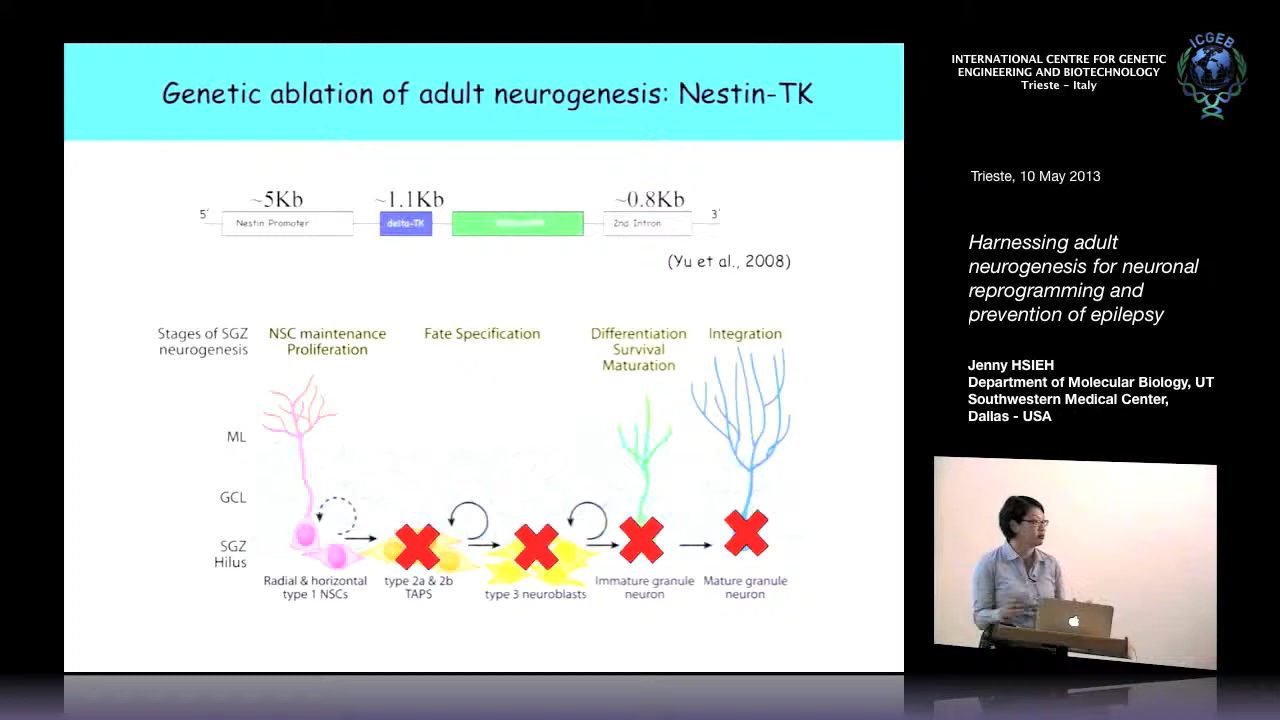 Genetic ablation of adult neurogenesis: Nestin-TK
~5Kb ~1.1Kb ~0.8Kb
5´ Nestin Promoter delta-TK 2nd Intron 3´
(Yu et al., 2008)
Stages of SGZ
neurogenesis
NSC maintenance
Proliferation
Fate Specification
Differentiation
Survival
Maturation
Integration
ML
GCL
SGZ
Hilus
Radial & horizontal
type 1 NSCs
type 2a & 2b
TAPS
type 3 neuroblasts
Immature granule
neuron
Mature granule
neuron
INTERNATIONAL CENTRE FOR GENETIC
ENGINEERING AND BIOTECHNOLOGY
Trieste - Italy
ICGEB
Trieste, 10 May 2013
Harnessing adult
neurogenesis for neuronal
reprogramming and
prevention of epilepsy
Jenny HSIEH
Department of Molecular Biology, UT
Southwestern Medical Center,
Dallas - USA